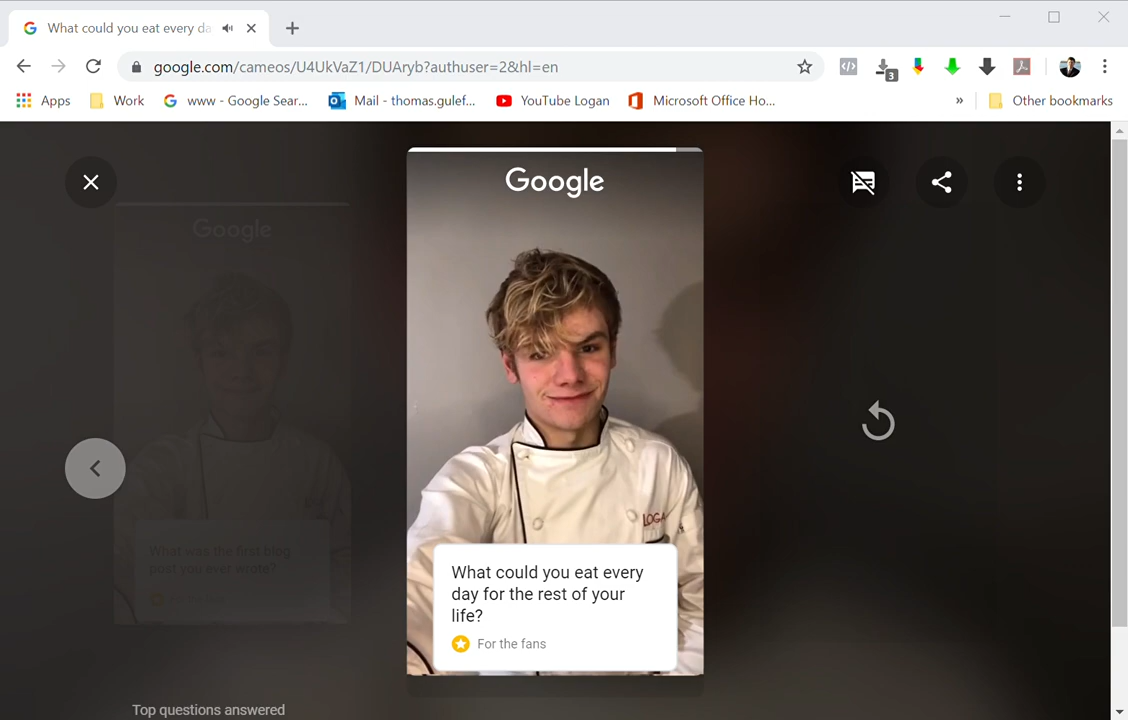 What could you eat every da
google.com/cameos/U4UkVaZ1/DUAryb?authuser=2&hl=en
3
Apps
Work
www - Google Sear...
Mail - thomas.gulef...
YouTube Logan
Microsoft Office Ho...
»
Other bookmarks
Google
Google
LOGA
What was the first blog
post you ever wrote?
What could you eat every
day for the rest of your
life?
For the fans
Top questions answered